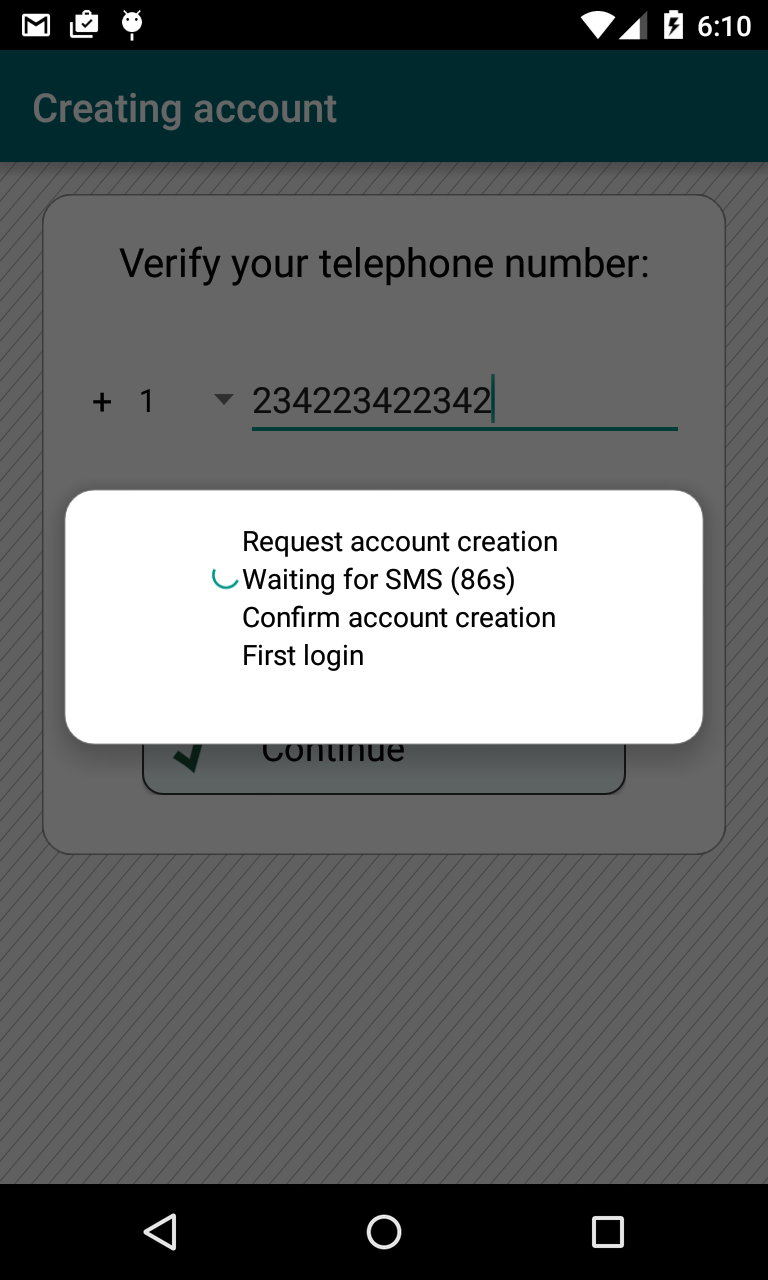 6:10
Creating account
Verify your telephone number:
+ 1 234223422342
Request account creation
Waiting for SMS (86s)
Confirm account creation
First login
Continue